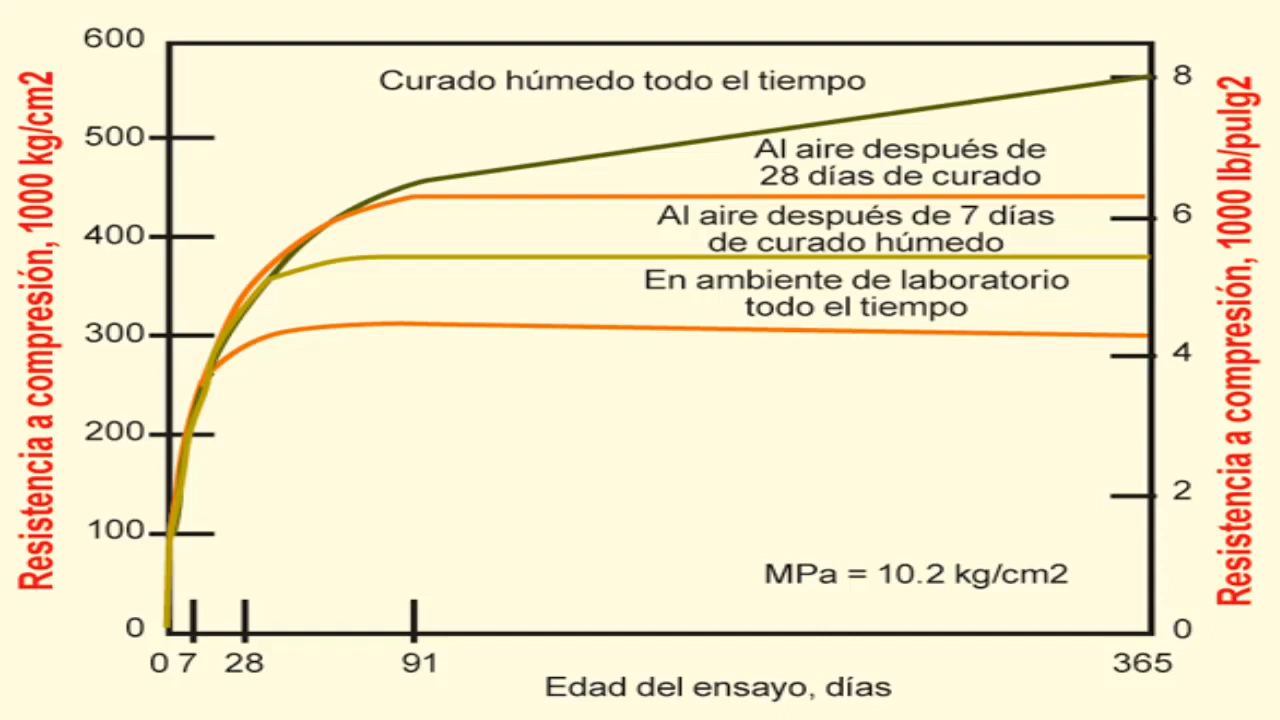 600
500
400
300
200
100
0
Resistencia a compresión, 1000 kg/cm2
Curado húmedo todo el tiempo
Al aire después de
28 días de curado
Al aire después de 7 días
de curado húmedo
En ambiente de laboratorio
todo el tiempo
MPa = 10.2 kg/cm2
8
6
4
2
0
Resistencia a compresión, 1000 lb/pulg2
0 7 28 91 365
Edad del ensayo, días